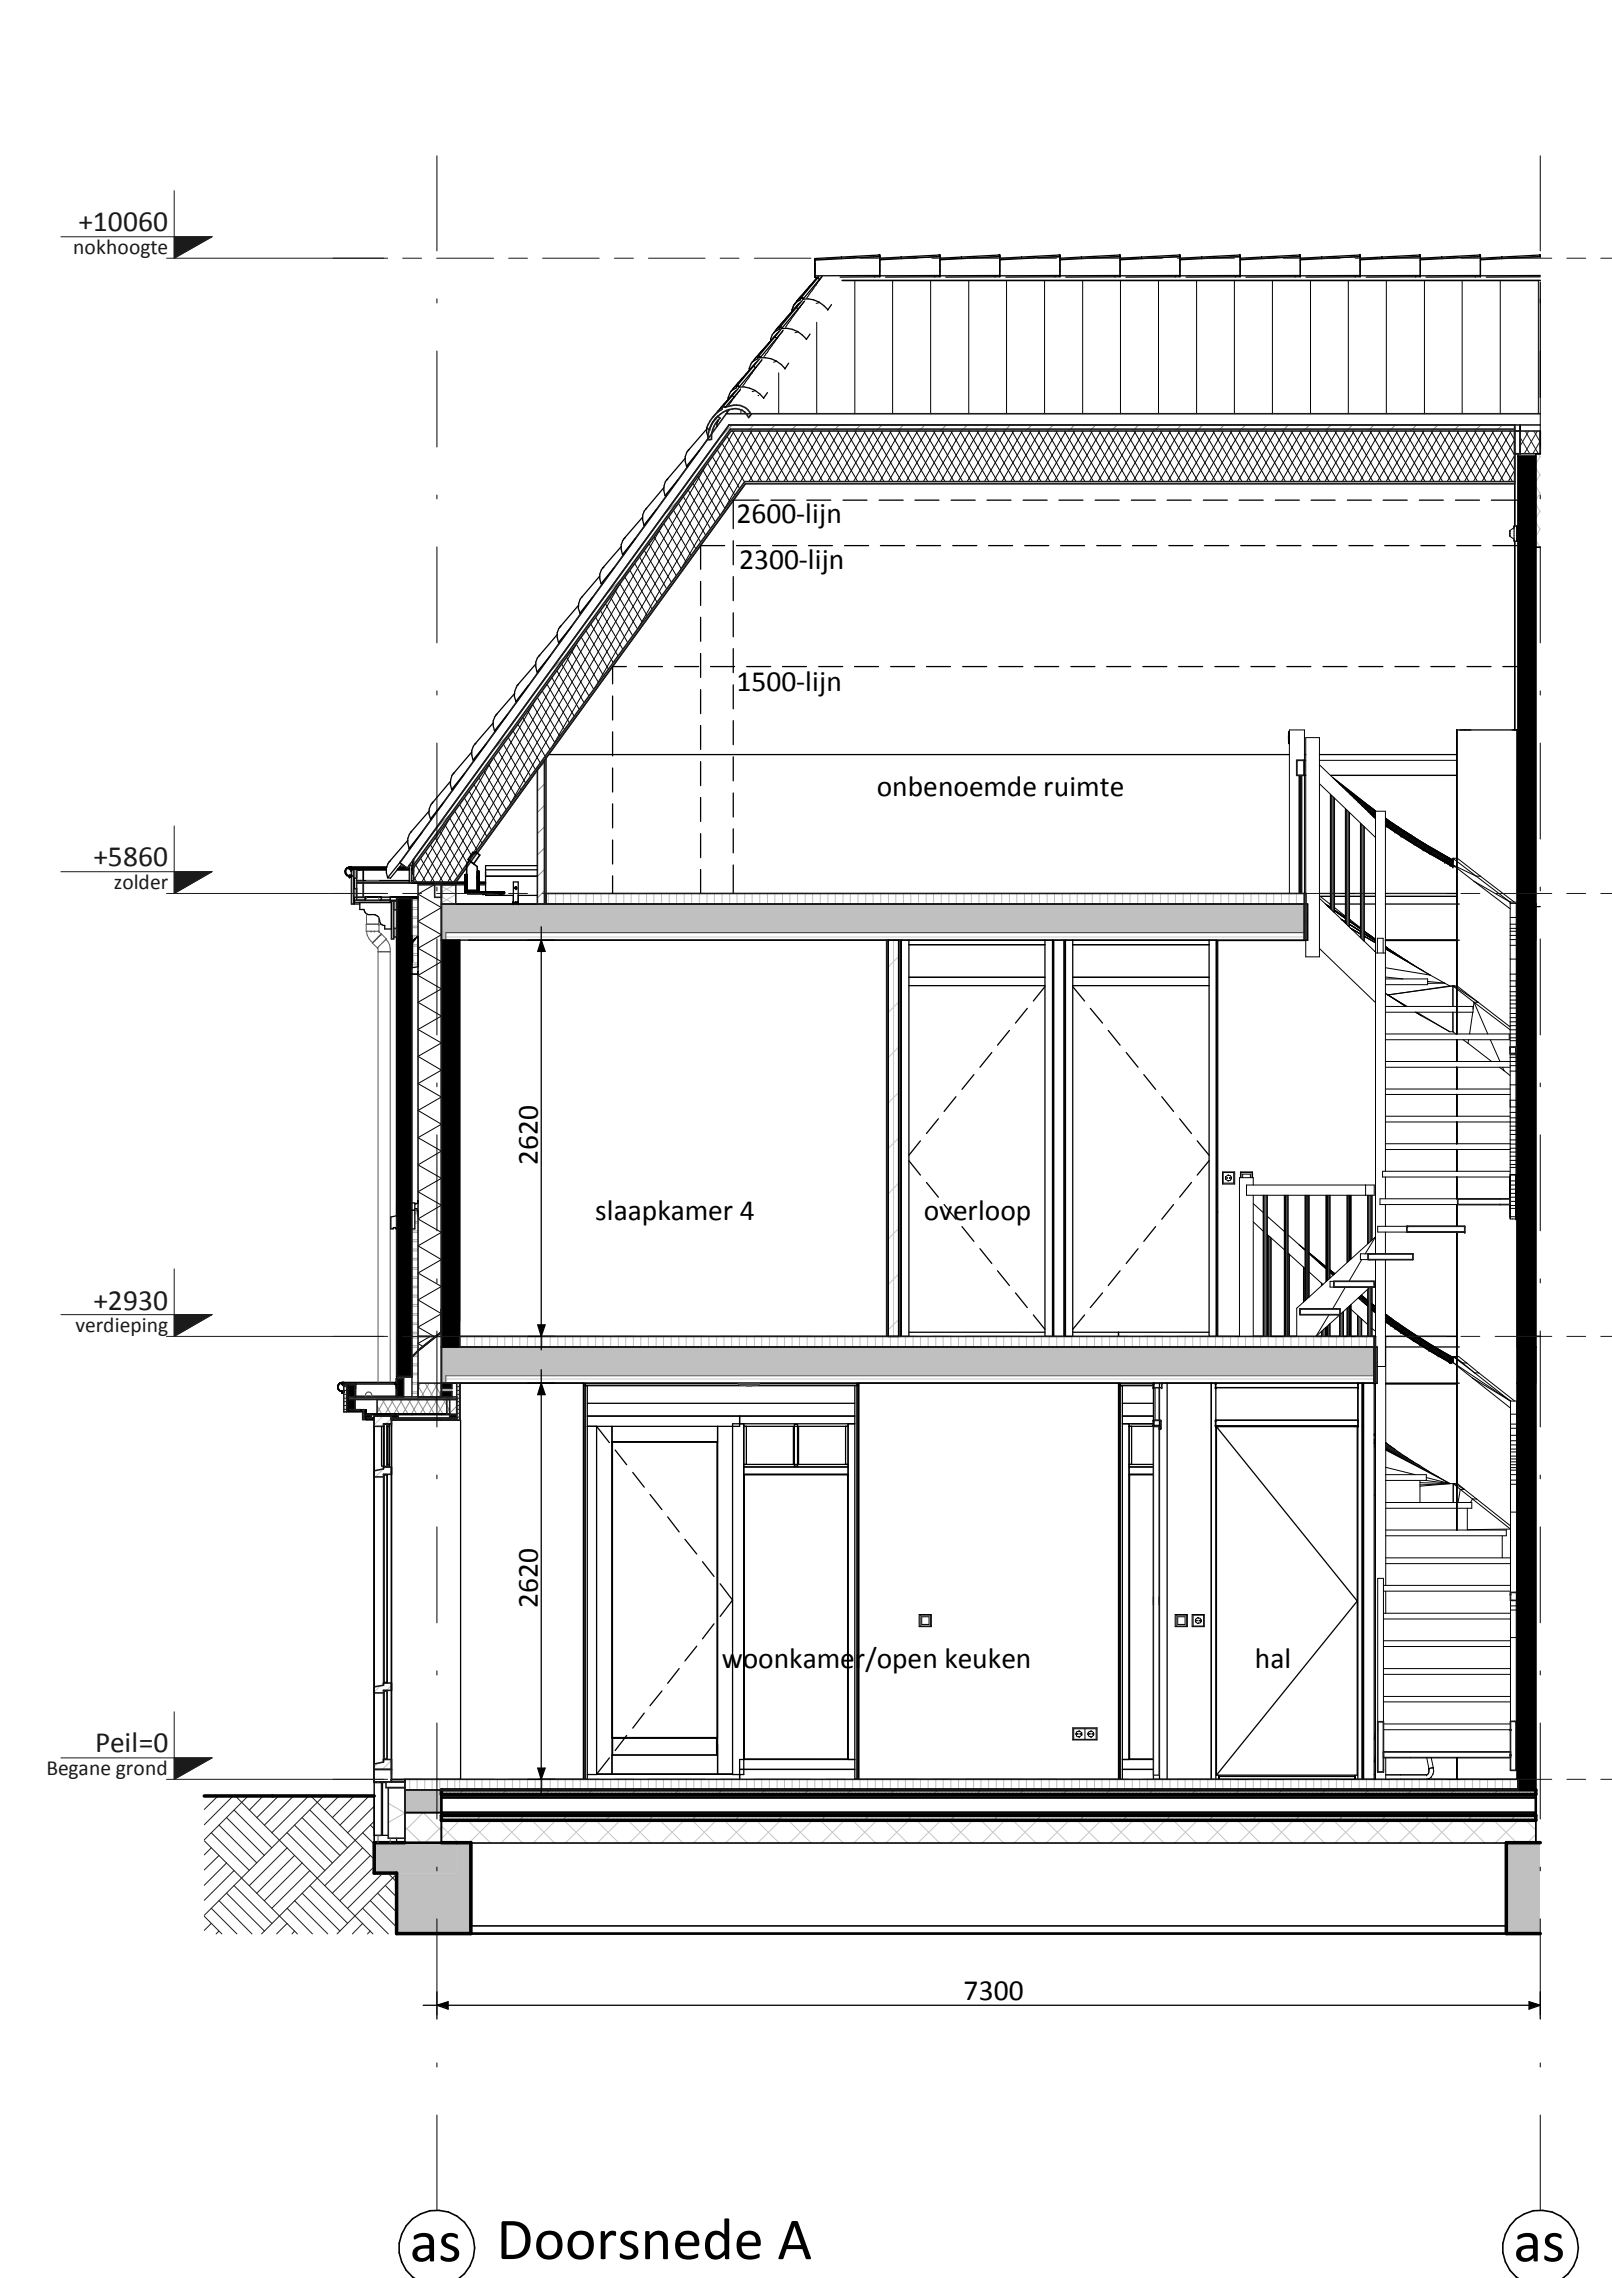 +10060
nokhoogte
2600-lijn
2300-lijn
1500-lijn
onbenoemde ruimte
+5860
zolder
2620
slaapkamer 4
overloop
+2930
verdieping
2620
woonkamer/open keuken
hal
Peil=0
Begane grond
7300
as
Doorsnede A
as